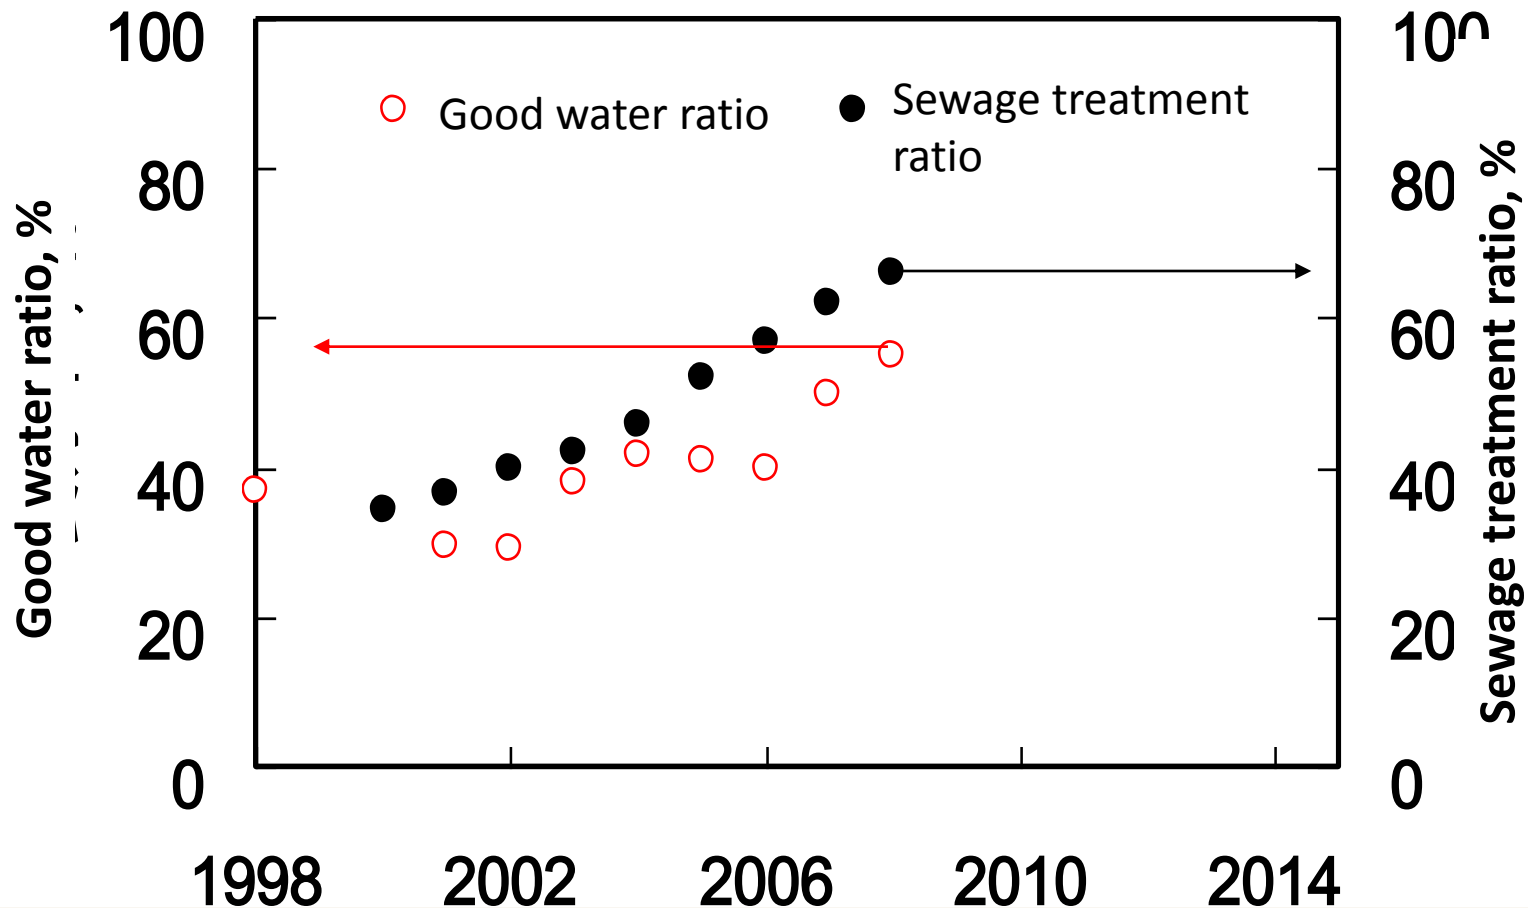 100
100
Good water ratio
Sewage treatment
ratio
80
80
60
60
40
40
20
20
0
0
1998 2002 2006 2010 2014
Good water ratio, %
Sewage treatment ratio, %